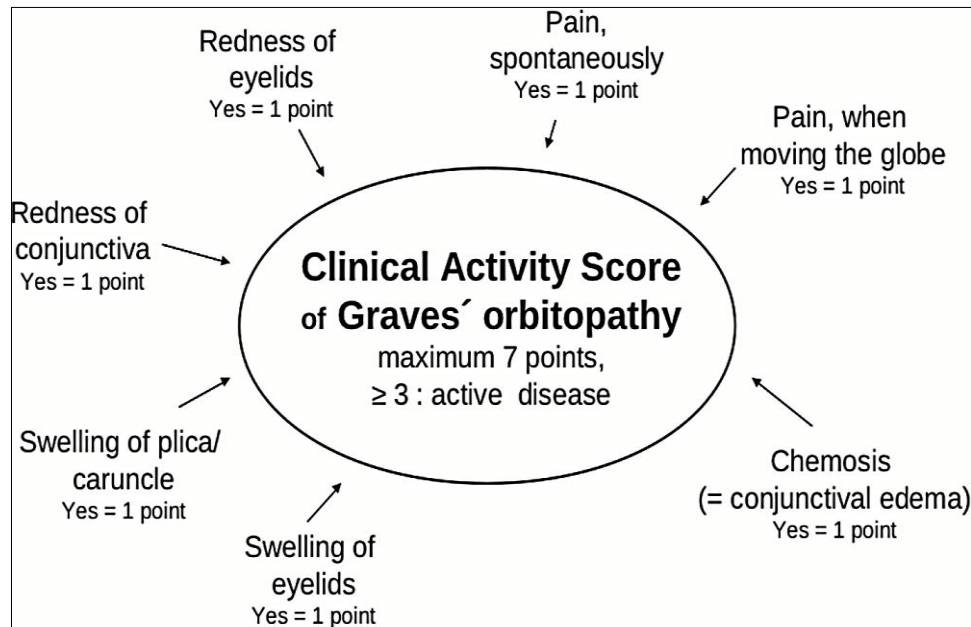 Redness of
eyelids
Yes = 1 point
Pain,
spontaneously
Yes = 1 point
Pain, when
moving the globe
Yes = 1 point
Redness of
conjunctiva
Yes = 1 point
Clinical Activity Score
of Graves´ orbitopathy
maximum 7 points,
≥ 3 : active disease
Swelling of plica/
caruncle
Yes = 1 point
Swelling of
eyelids
Yes = 1 point
Chemosis
(= conjunctival edema)
Yes = 1 point